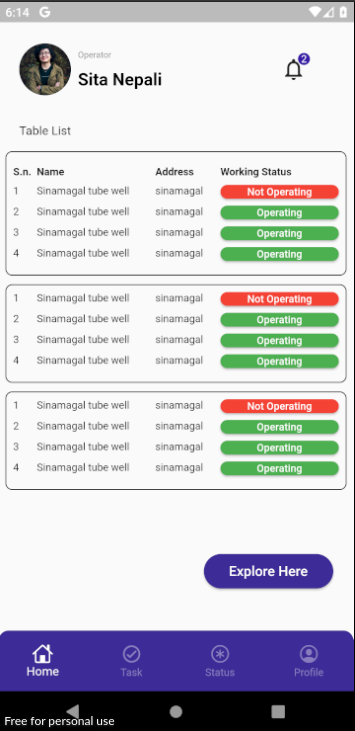 6:14 G
Operator
Sita Nepali
2
Table List
S.n. Name Address Working Status
1 Sinamagal tube well sinamagal Not Operating
2 Sinamagal tube well sinamagal Operating
3 Sinamagal tube well sinamagal Operating
4 Sinamagal tube well sinamagal Operating
1 Sinamagal tube well sinamagal Not Operating
2 Sinamagal tube well sinamagal Operating
3 Sinamagal tube well sinamagal Operating
4 Sinamagal tube well sinamagal Operating
1 Sinamagal tube well sinamagal Not Operating
2 Sinamagal tube well sinamagal Operating
3 Sinamagal tube well sinamagal Operating
4 Sinamagal tube well sinamagal Operating
Explore Here
Home Task Status Profile
Free for personal use